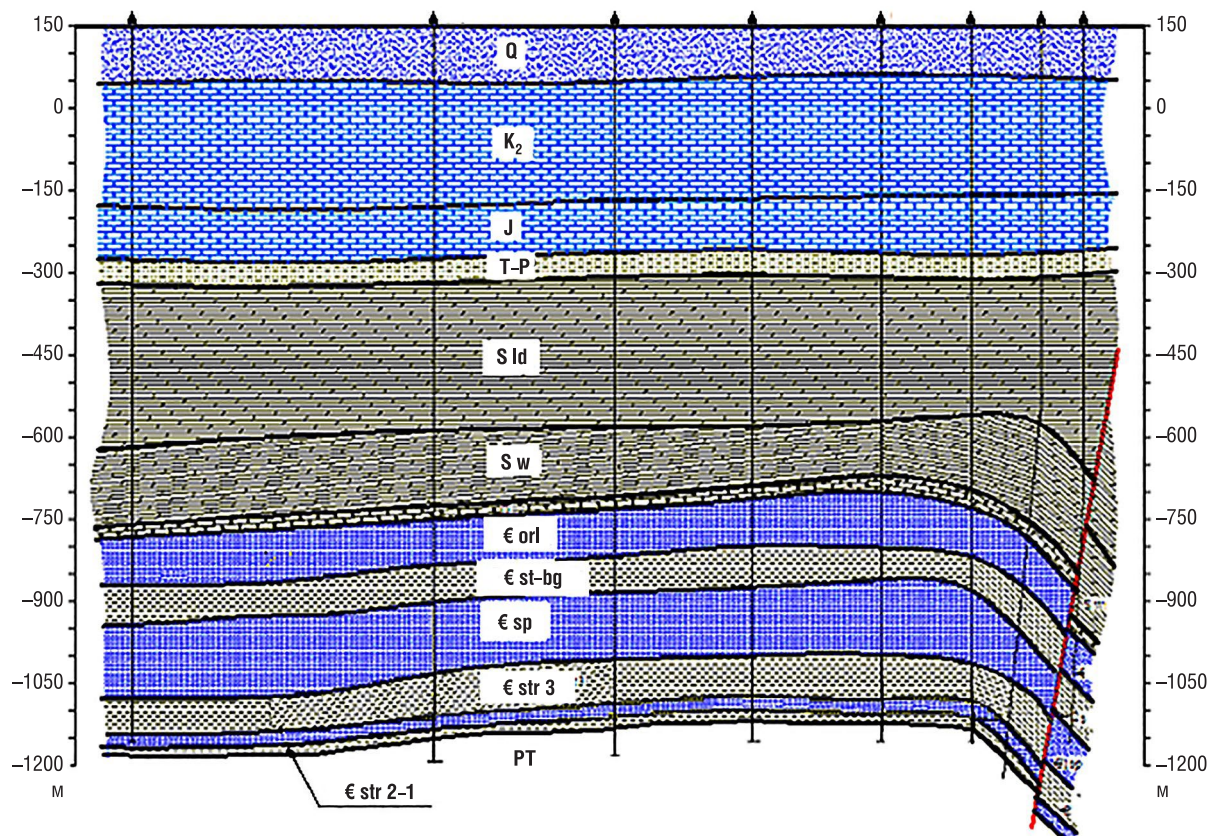 150
150
Q
0
0
K₂
–150
–150
J
T–P
–300
–300
S ld
–450
–450
–600
–600
S w
–750
–750
€ orl
€ st–bg
–900
–900
€ sp
–1050
–1050
€ str 3
PT
–1200
–1200
М
М
€ str 2–1